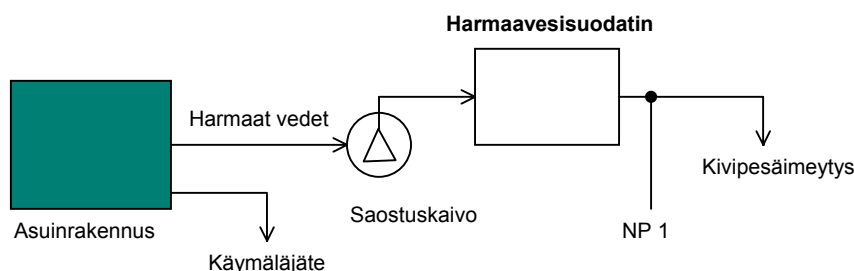 Harmaavesisuodatin
Harmaat vedet
Kivipesäimeytys
Saostuskaivo
Asuinrakennus
NP 1
Käymäläjäte